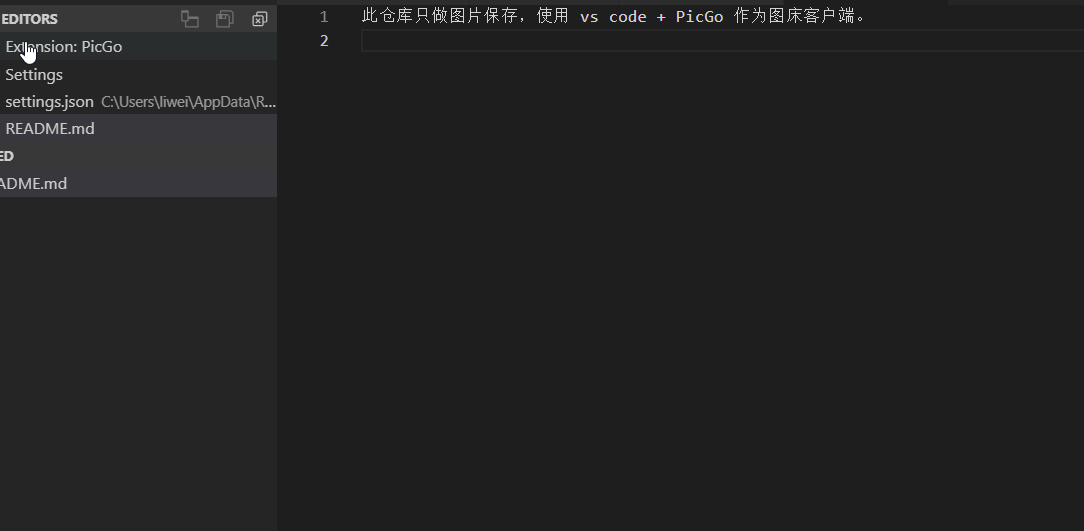 EDITORS
Extension: PicGo
Settings
settings.json C:\Users\liwei\AppData\R...
README.md
ED
ADME.md
1 此仓库只做图片保存，使用 vs code + PicGo 作为图床客户端。
2